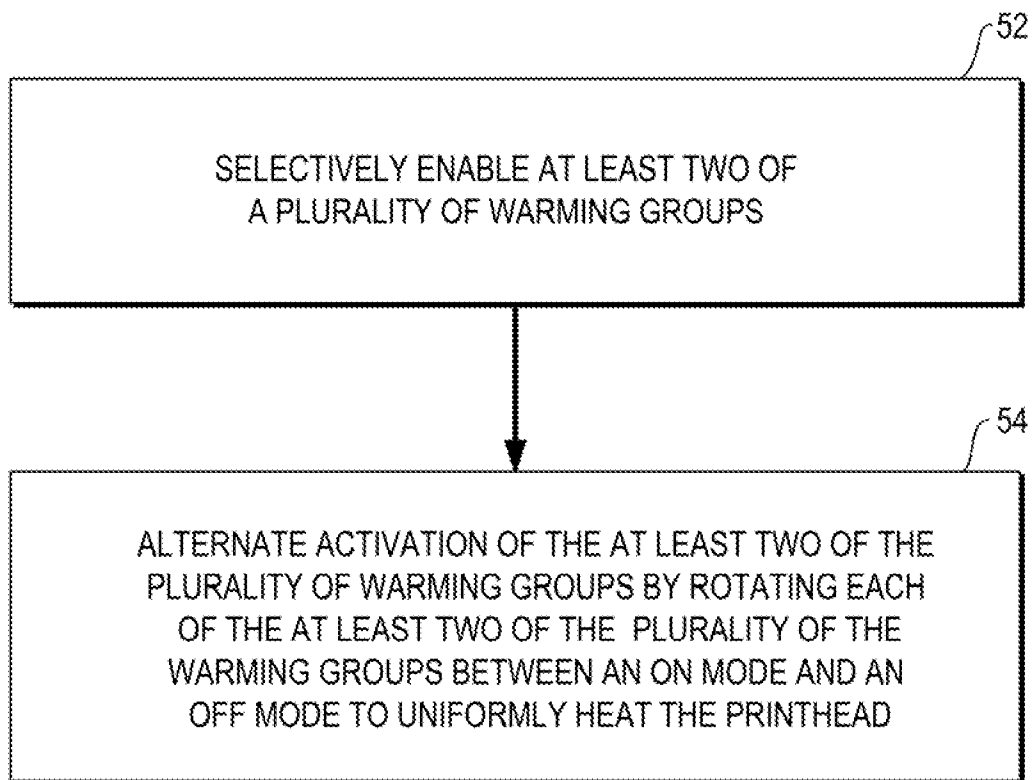 52
SELECTIVELY ENABLE AT LEAST TWO OF
A PLURALITY OF WARMING GROUPS
54
ALTERNATE ACTIVATION OF THE AT LEAST TWO OF THE
PLURALITY OF WARMING GROUPS BY ROTATING EACH
OF THE AT LEAST TWO OF THE PLURALITY OF THE
WARMING GROUPS BETWEEN AN ON MODE AND AN
OFF MODE TO UNIFORMLY HEAT THE PRINTHEAD